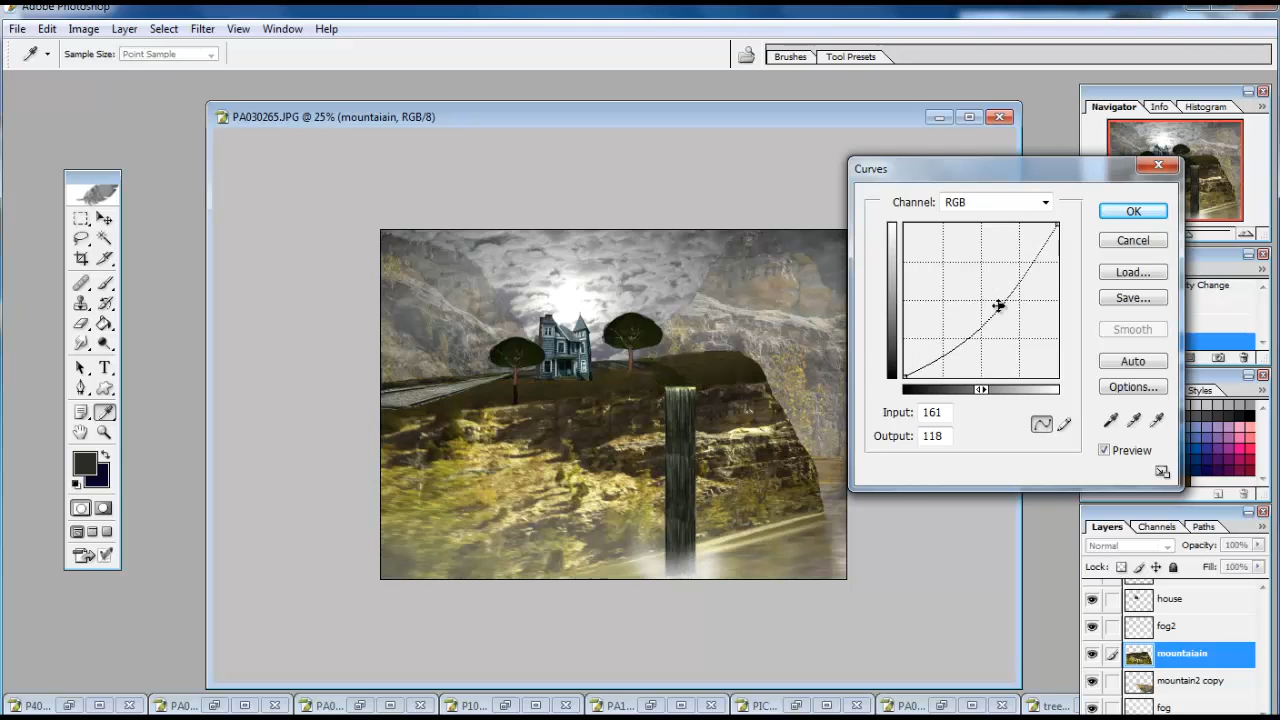 Adobe Photoshop
File Edit Image Layer Select Filter View Window Help
Sample Size: Point Sample
Brushes Tool Presets
PA030265.JPG @ 25% (mountaiain, RGB/8)
Navigator Info Histogram
Curves
Channel: RGB
OK
Cancel
Load...
Save...
Smooth
Auto
Options...
Input: 161
Output: 118
Preview
ity Change
Styles
Layers Channels Paths
Normal Opacity: 100%
Lock: Fill: 100%
house
fog2
mountaiain
mountain2 copy
fog
P40... PA0... PA0... P10... PA1... PIC... PA0... tree...